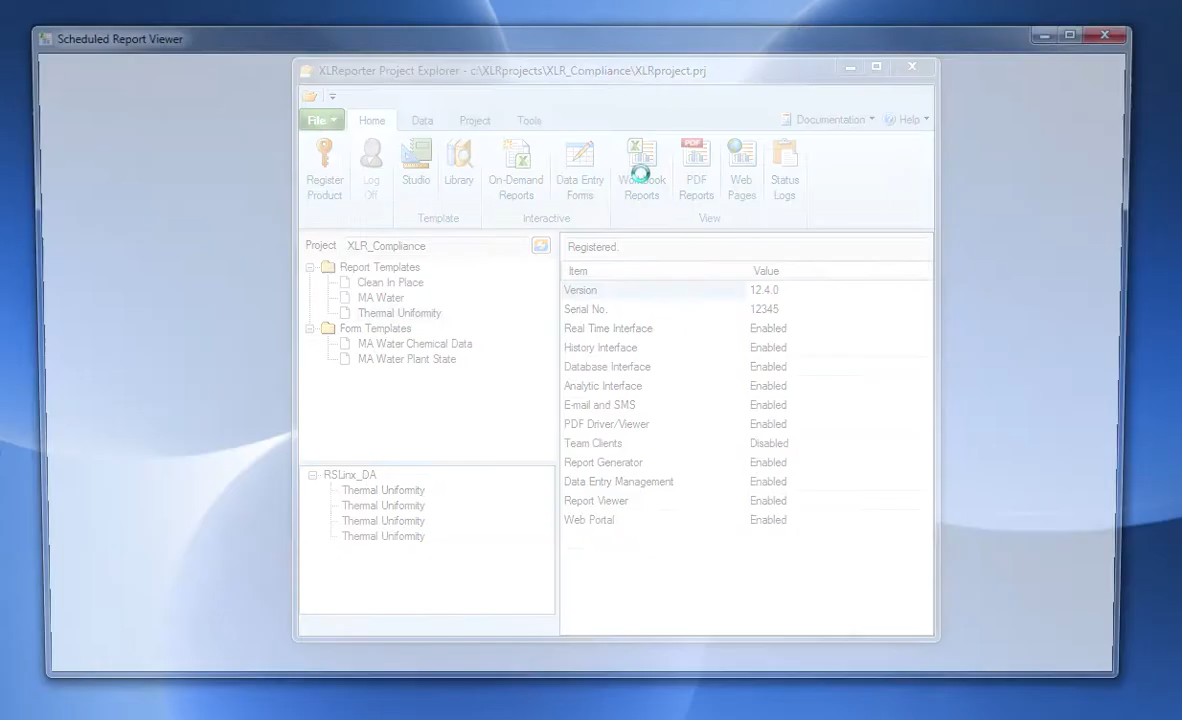 Scheduled Report Viewer
XLReporter Project Explorer - c:\XLRprojects\XLR_Compliance\XLRproject.prj
File Home Data Project Tools Documentation Help
Register Product
Log Off
Studio
Library
On-Demand Reports
Data Entry Forms
Workbook Reports
PDF
PDF Reports
Web Pages
Status Logs
Template Interactive View
Project XLR_Compliance
Report Templates
Clean In Place
MA Water
Thermal Uniformity
Form Templates
MA Water Chemical Data
MA Water Plant State
RSLinx_DA
Thermal Uniformity
Thermal Uniformity
Thermal Uniformity
Thermal Uniformity
Registered.
Item Value
Version 12.4.0
Serial No. 12345
Real Time Interface Enabled
History Interface Enabled
Database Interface Enabled
Analytic Interface Enabled
E-mail and SMS Enabled
PDF Driver/Viewer Enabled
Team Clients Disabled
Report Generator Enabled
Data Entry Management Enabled
Report Viewer Enabled
Web Portal Enabled